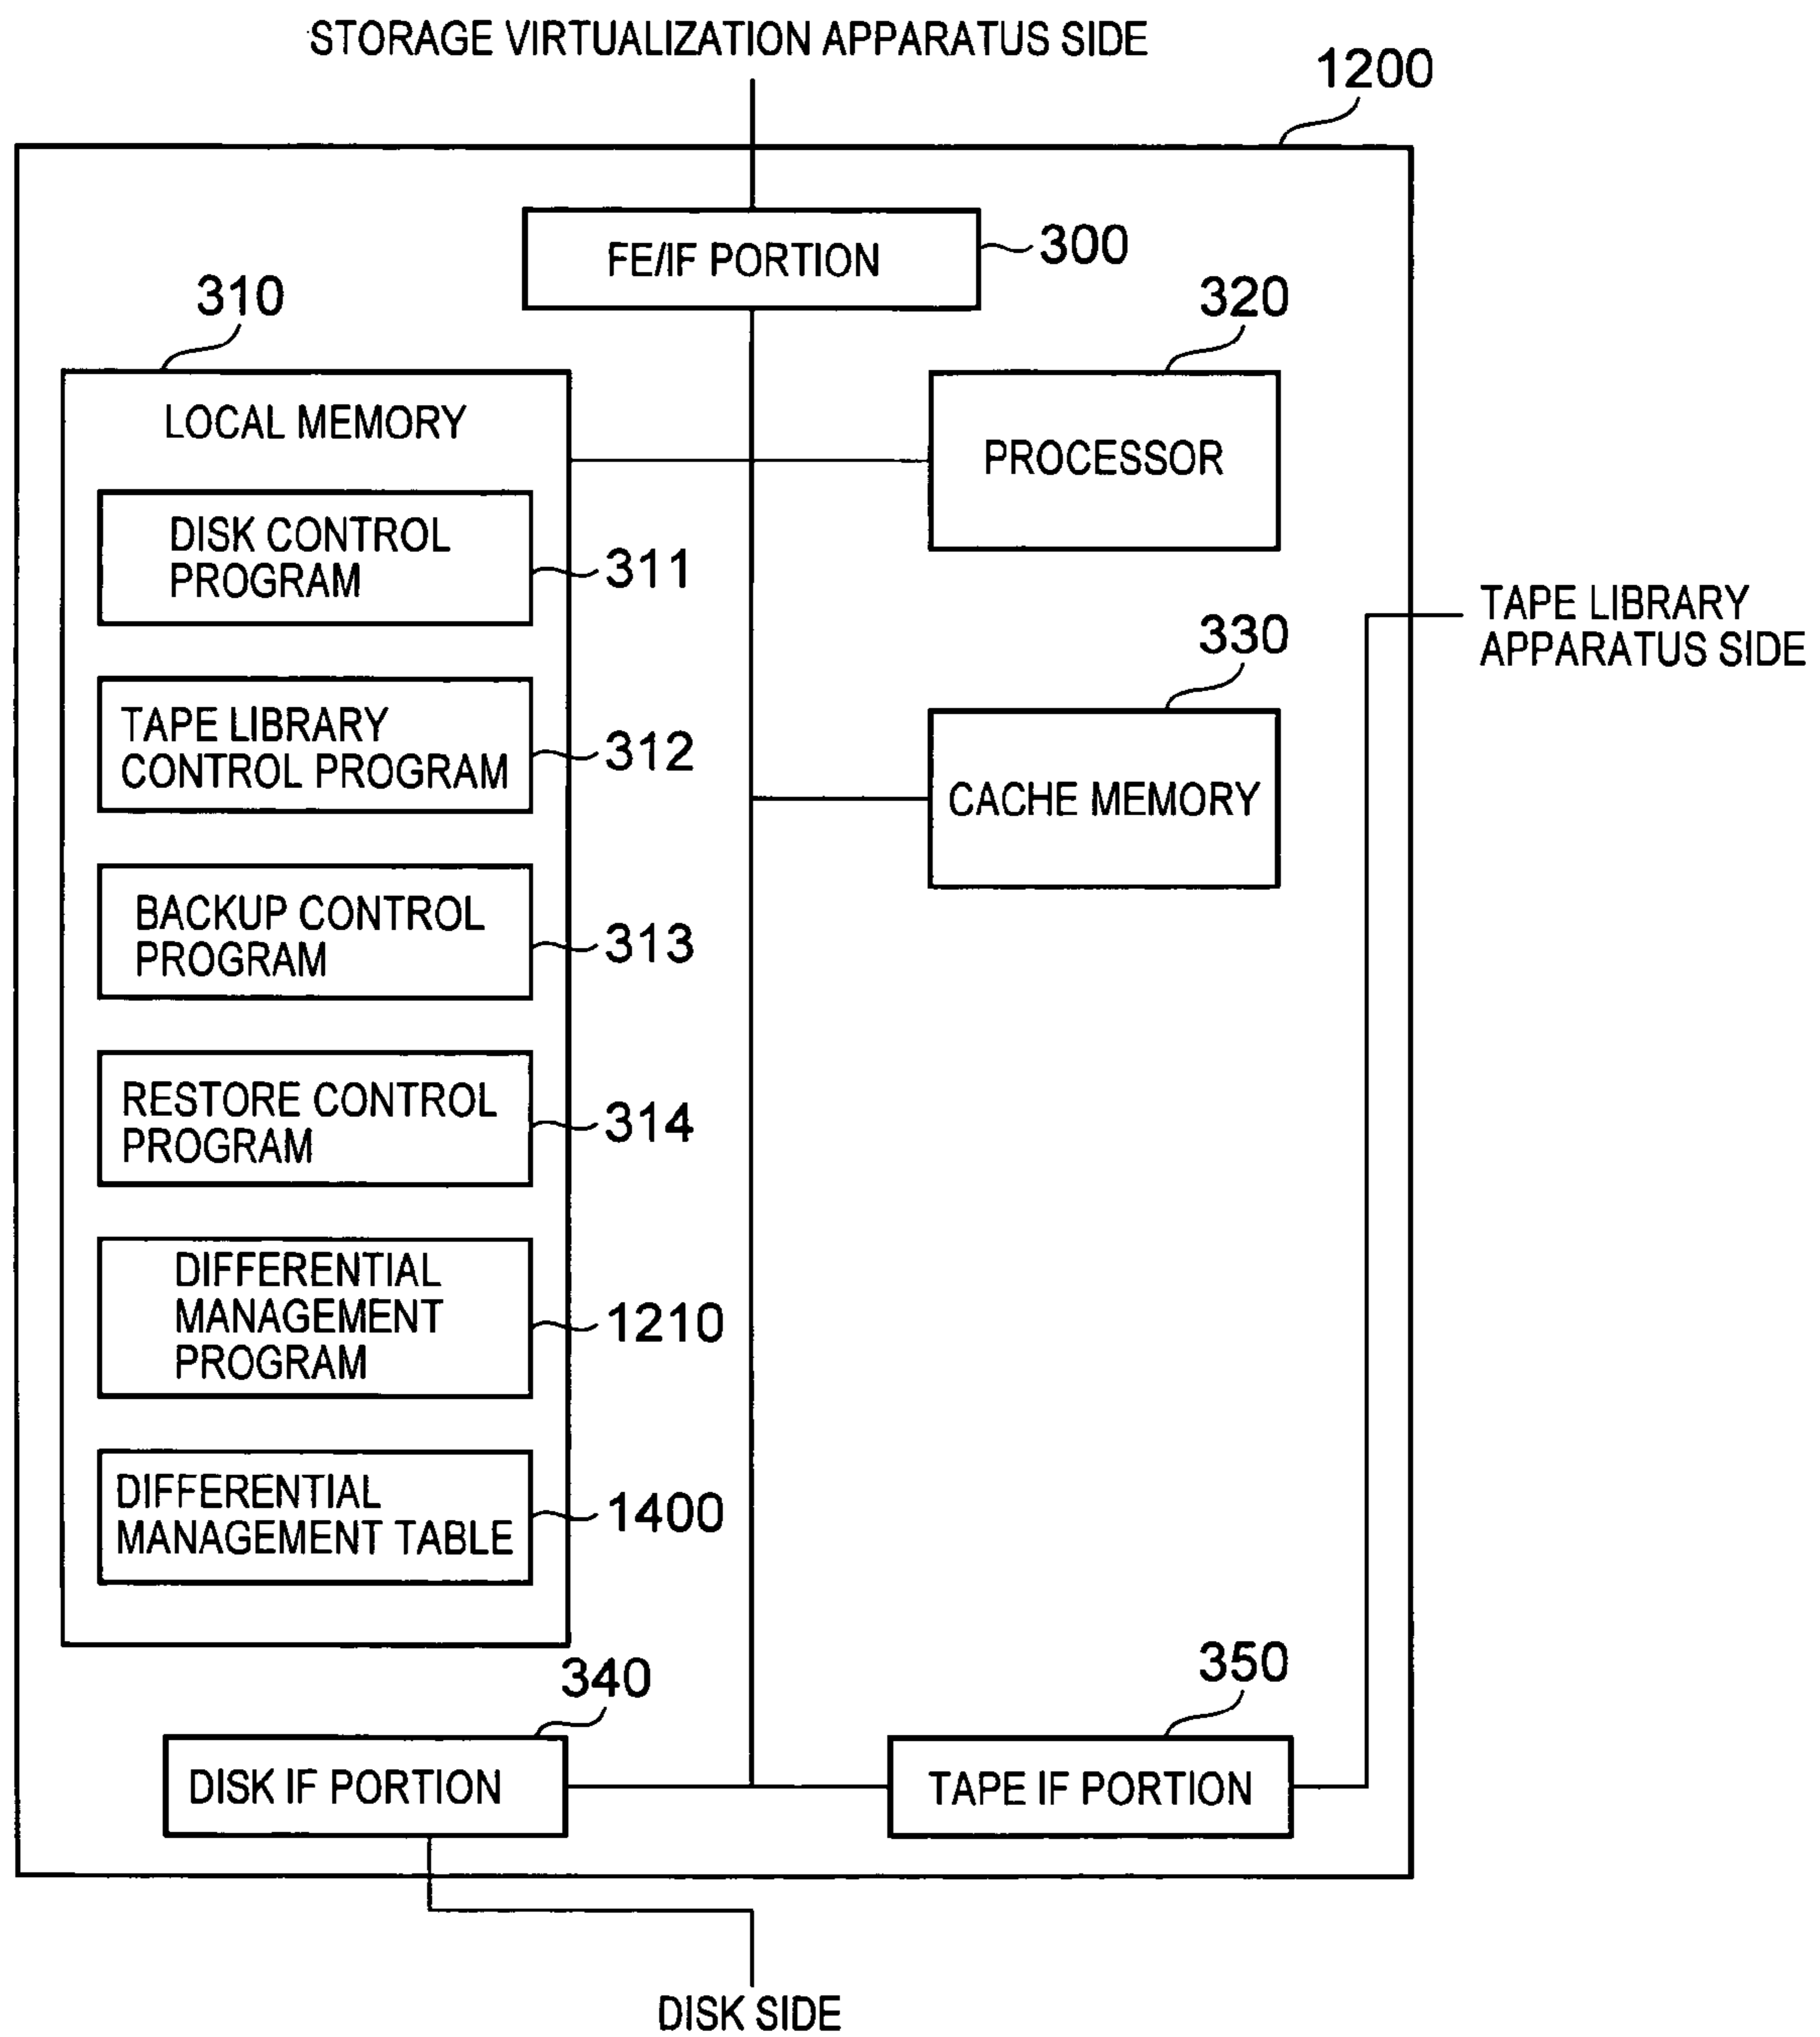 STORAGE VIRTUALIZATION APPARATUS SIDE
1200
FE/IF PORTION
300
310
320
LOCAL MEMORY
PROCESSOR
DISK CONTROL
PROGRAM
311
TAPE LIBRARY
APPARATUS SIDE
330
TAPE LIBRARY
CONTROL PROGRAM
312
CACHE MEMORY
BACKUP CONTROL
PROGRAM
313
RESTORE CONTROL
PROGRAM
314
DIFFERENTIAL
MANAGEMENT
PROGRAM
1210
DIFFERENTIAL
MANAGEMENT TABLE
1400
340
350
DISK IF PORTION
TAPE IF PORTION
DISK SIDE